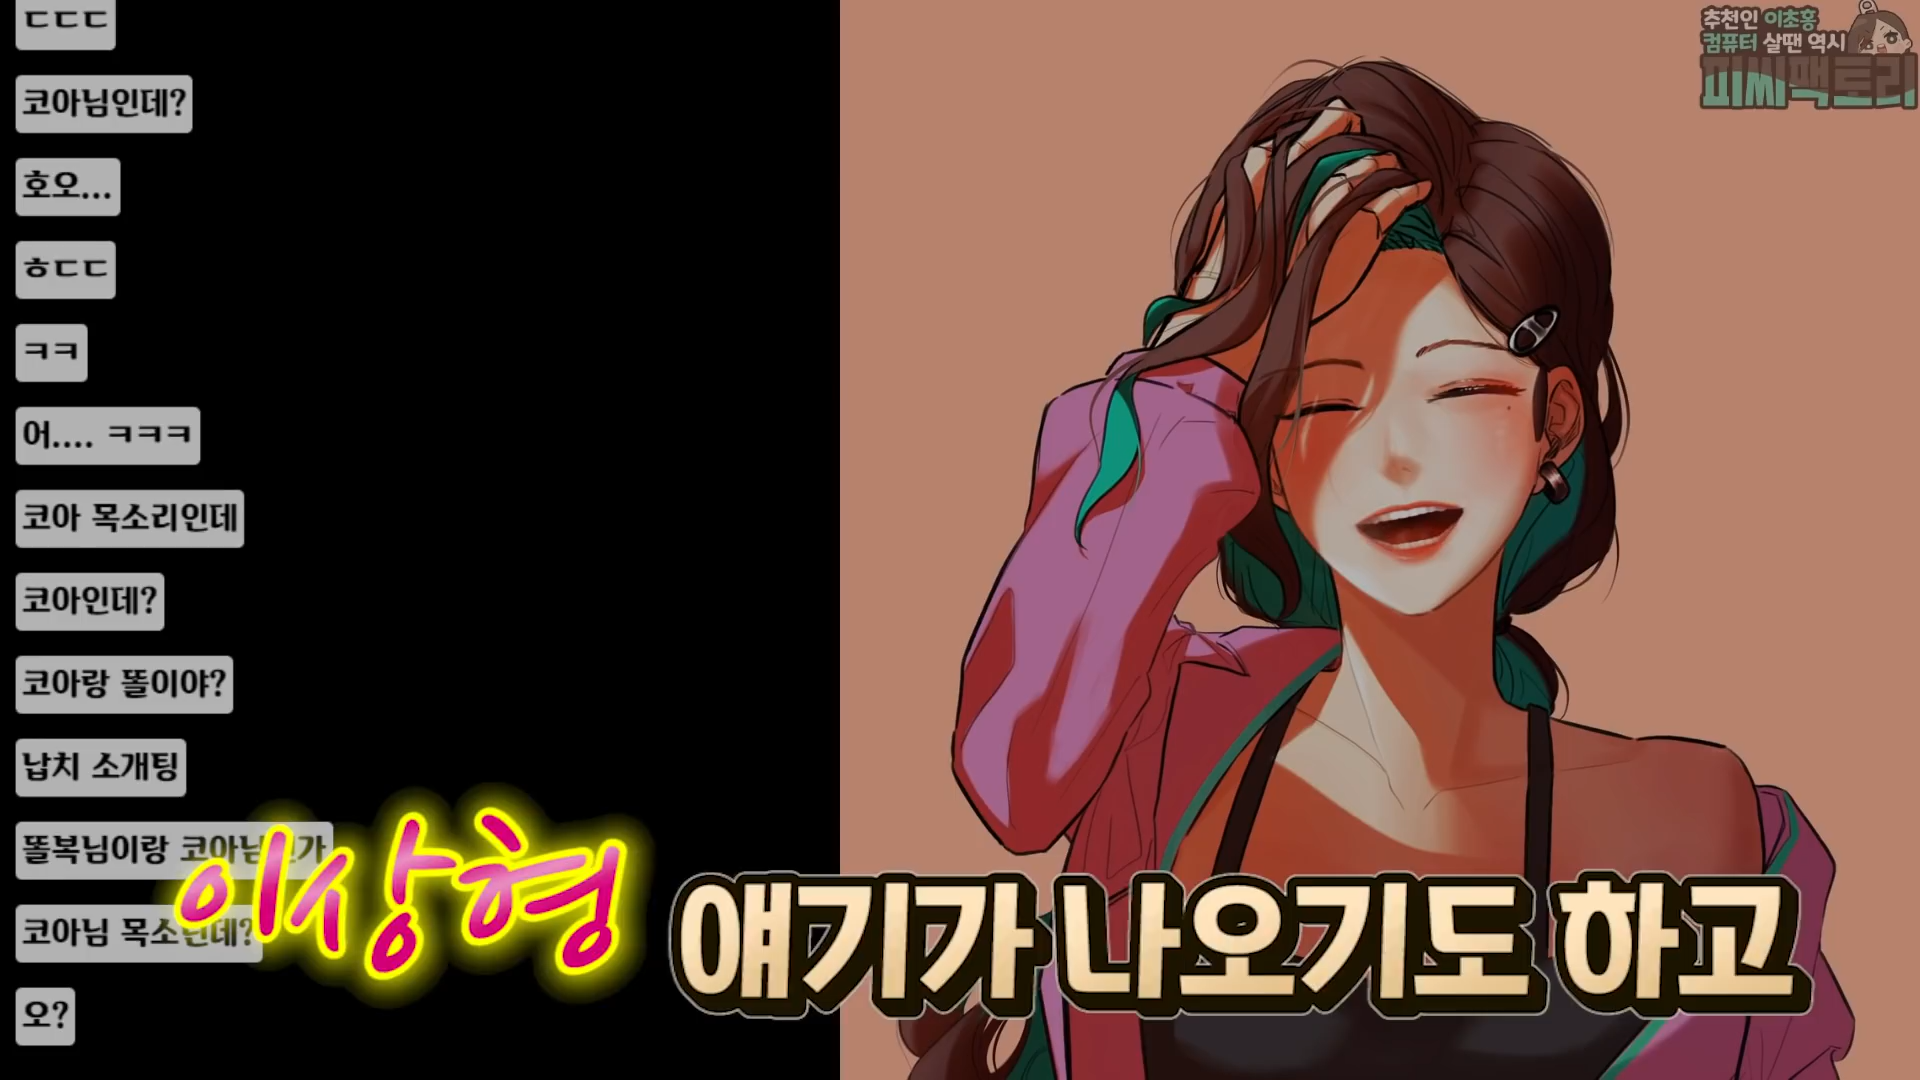 ㄷㄷㄷ
코아님인데?
호오...
ㅎㄷㄷ
ㅋㅋ
어.... ㅋㅋㅋ
코아 목소리인데
코아인데?
코아랑 똘이야?
납치 소개팅
똘복님이랑 코아님
코아님 목소
오?
이상형 얘기가 나오기도 하고
추천인 이초홍
컴퓨터 살땐 역시
피씨팩토리